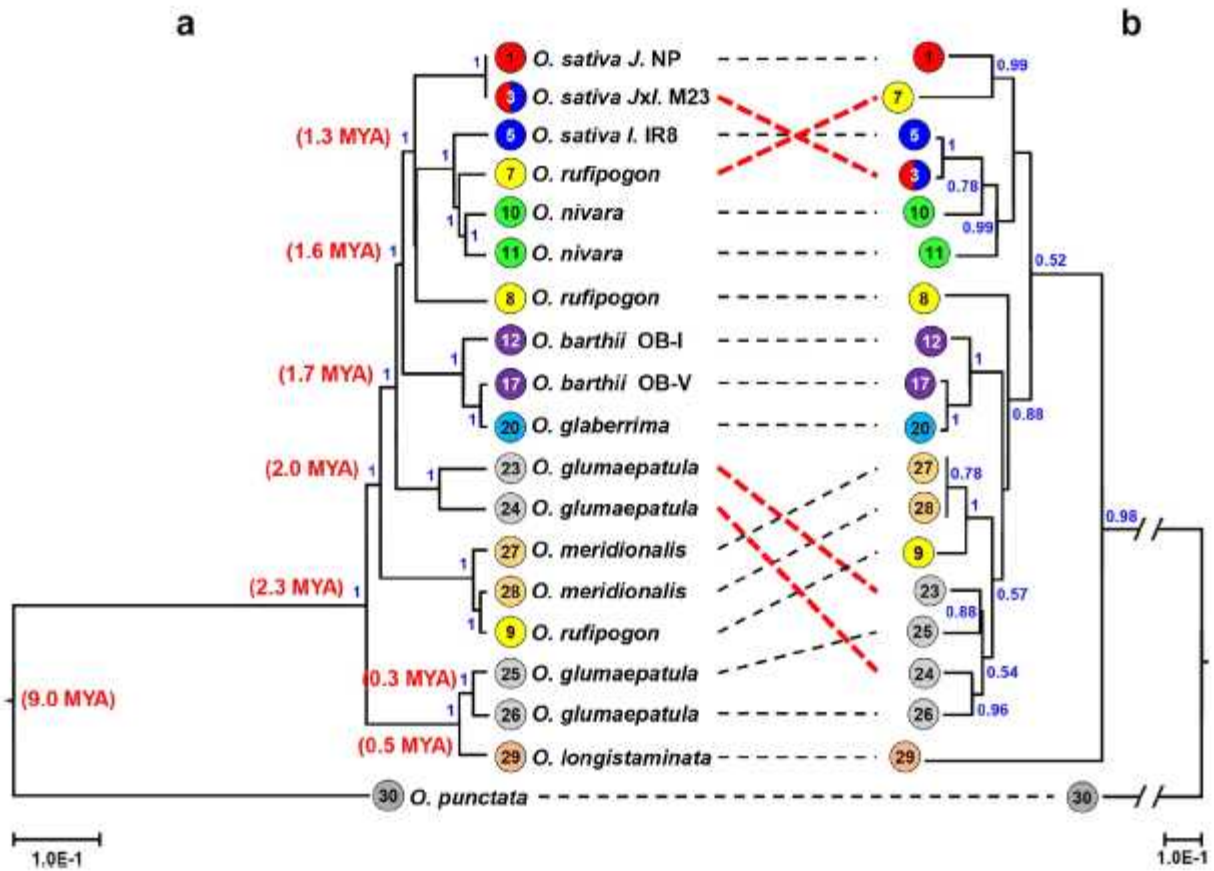 a
b
1 O. sativa J. NP 1
1 0.99
3 O. sativa JxI. M23 7
(1.3 MYA) 1 5 O. sativa I. IR8 5 1
7 O. rufipogon 3 0.78
1 10 O. nivara 10
1 0.99
(1.6 MYA) 1 11 O. nivara 11
0.52
8 O. rufipogon 8
12 O. barthii OB-I 12
1 1
(1.7 MYA) 1 17 O. barthii OB-V 17
1 20 O. glaberrima 20 1 0.88
(2.0 MYA) 1 1 23 O. glumaepatula 27 0.78
24 O. glumaepatula 28 1
0.98
27 O. meridionalis 9
(2.3 MYA) 1 28 O. meridionalis 23 0.57
0.88
1 9 O. rufipogon 25
(0.3 MYA) 1 25 O. glumaepatula 24 0.54
(9.0 MYA)
1 26 O. glumaepatula 26 0.96
(0.5 MYA) 29 O. longistaminata 29
30 O. punctata 30
1.0E-1 1.0E-1